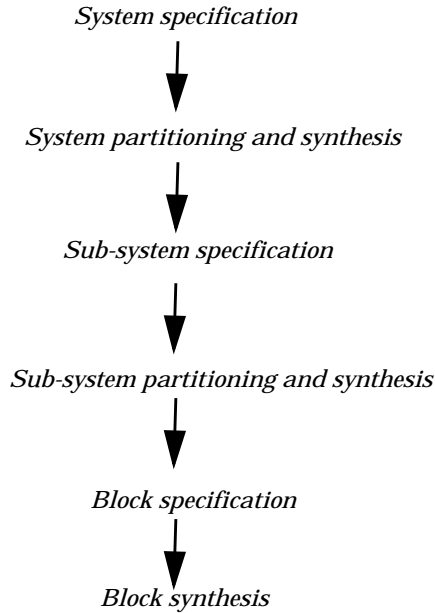 System specification
System partitioning and synthesis
Sub-system specification
Sub-system partitioning and synthesis
Block specification
Block synthesis